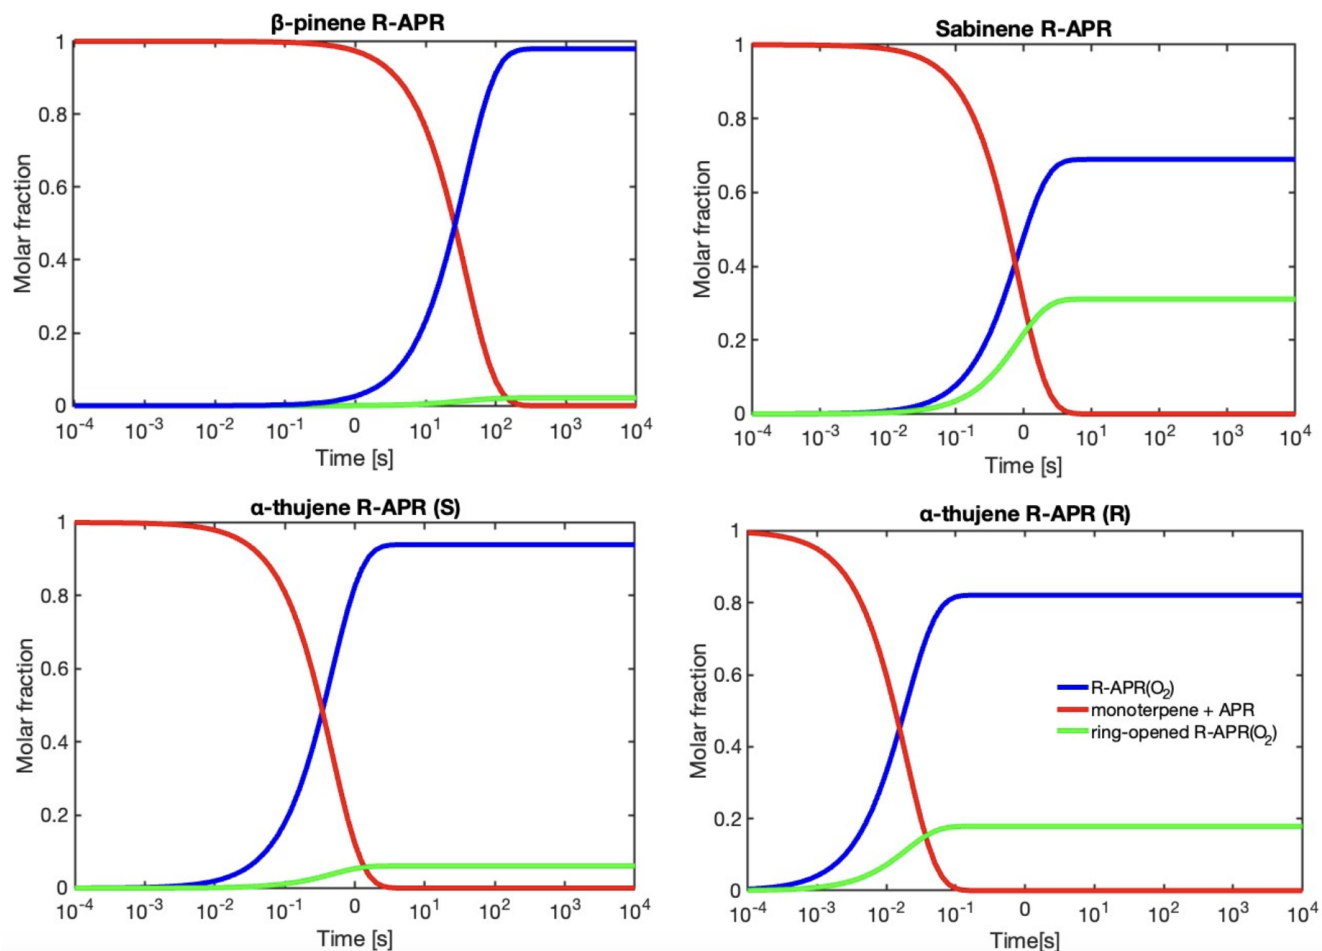 β-pinene R-APR
1
0.8
0.6
0.4
0.2
0
Molar fraction
10-4 10-3 10-2 10-1 0 101 102 103 104
Time [s]
Sabinene R-APR
1
0.8
0.6
0.4
0.2
0
Molar fraction
10-4 10-3 10-2 10-1 0 101 102 103 104
Time [s]
α-thujene R-APR (S)
1
0.8
0.6
0.4
0.2
0
Molar fraction
10-4 10-3 10-2 10-1 0 101 102 103 104
Time [s]
α-thujene R-APR (R)
1
0.8
0.6
0.4
0.2
0
Molar fraction
R-APR(O2)
monoterpene + APR
ring-opened R-APR(O2)
10-4 10-3 10-2 10-1 0 101 102 103 104
Time[s]